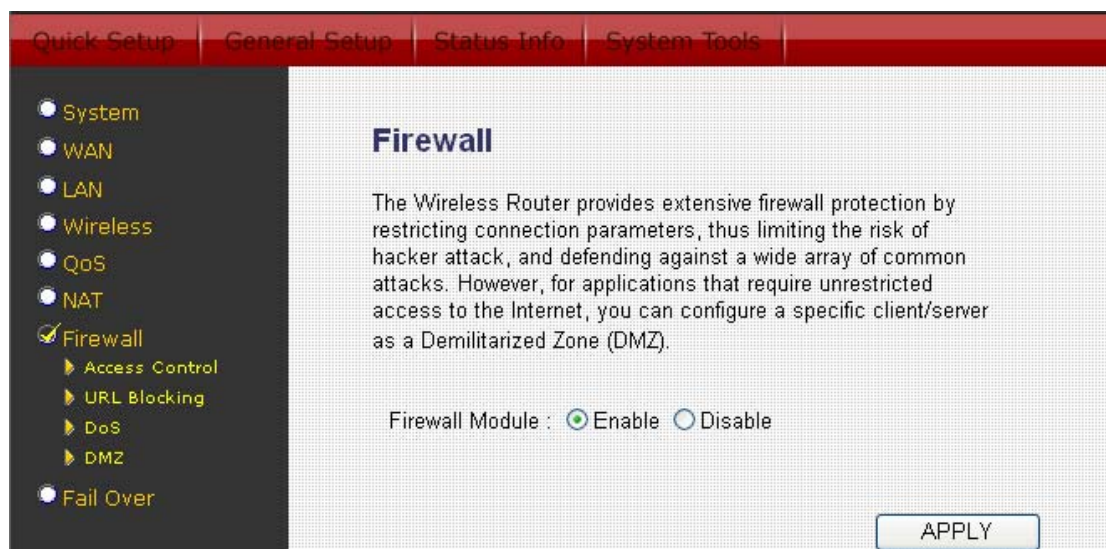 Quick Setup General Setup Status Info System Tools
System
WAN
LAN
Wireless
QoS
NAT
Firewall
Access Control
URL Blocking
DoS
DMZ
Fail Over
Firewall
The Wireless Router provides extensive firewall protection by
restricting connection parameters, thus limiting the risk of
hacker attack, and defending against a wide array of common
attacks. However, for applications that require unrestricted
access to the Internet, you can configure a specific client/server
as a Demilitarized Zone (DMZ).
Firewall Module : Enable Disable
APPLY